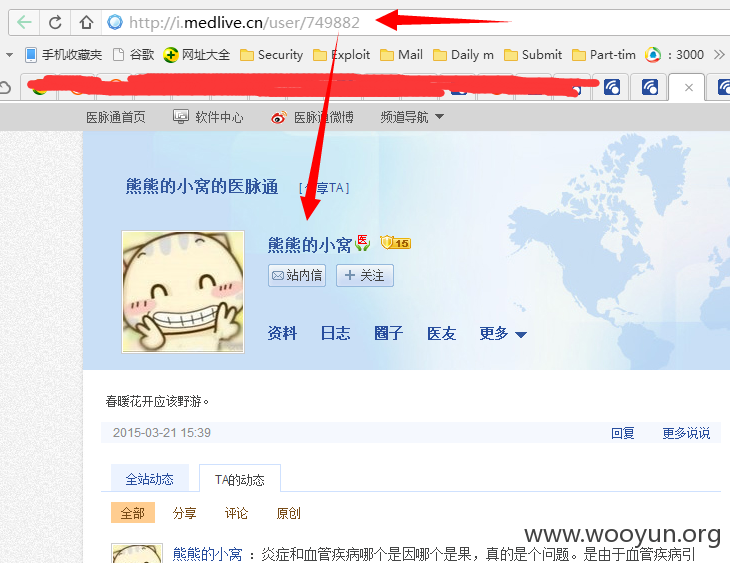 http://i.medlive.cn/user/749882
手机收藏夹 谷歌 网址大全 Security Exploit Mail Daily m Submit Part-tim : 3000 »
医脉通首页 软件中心 医脉通微博 频道导航
熊熊的小窝的医脉通 [分享TA]
熊熊的小窝 医 15
站内信 + 关注
资料 日志 圈子 医友 更多
春暖花开应该野游。
2015-03-21 15:39 回复 更多说说
全站动态 TA的动态
全部 分享 评论 原创
www.wooyun.org
熊熊的小窝 : 炎症和血管疾病哪个是因哪个是果，真的是个问题。是由于血管疾病引